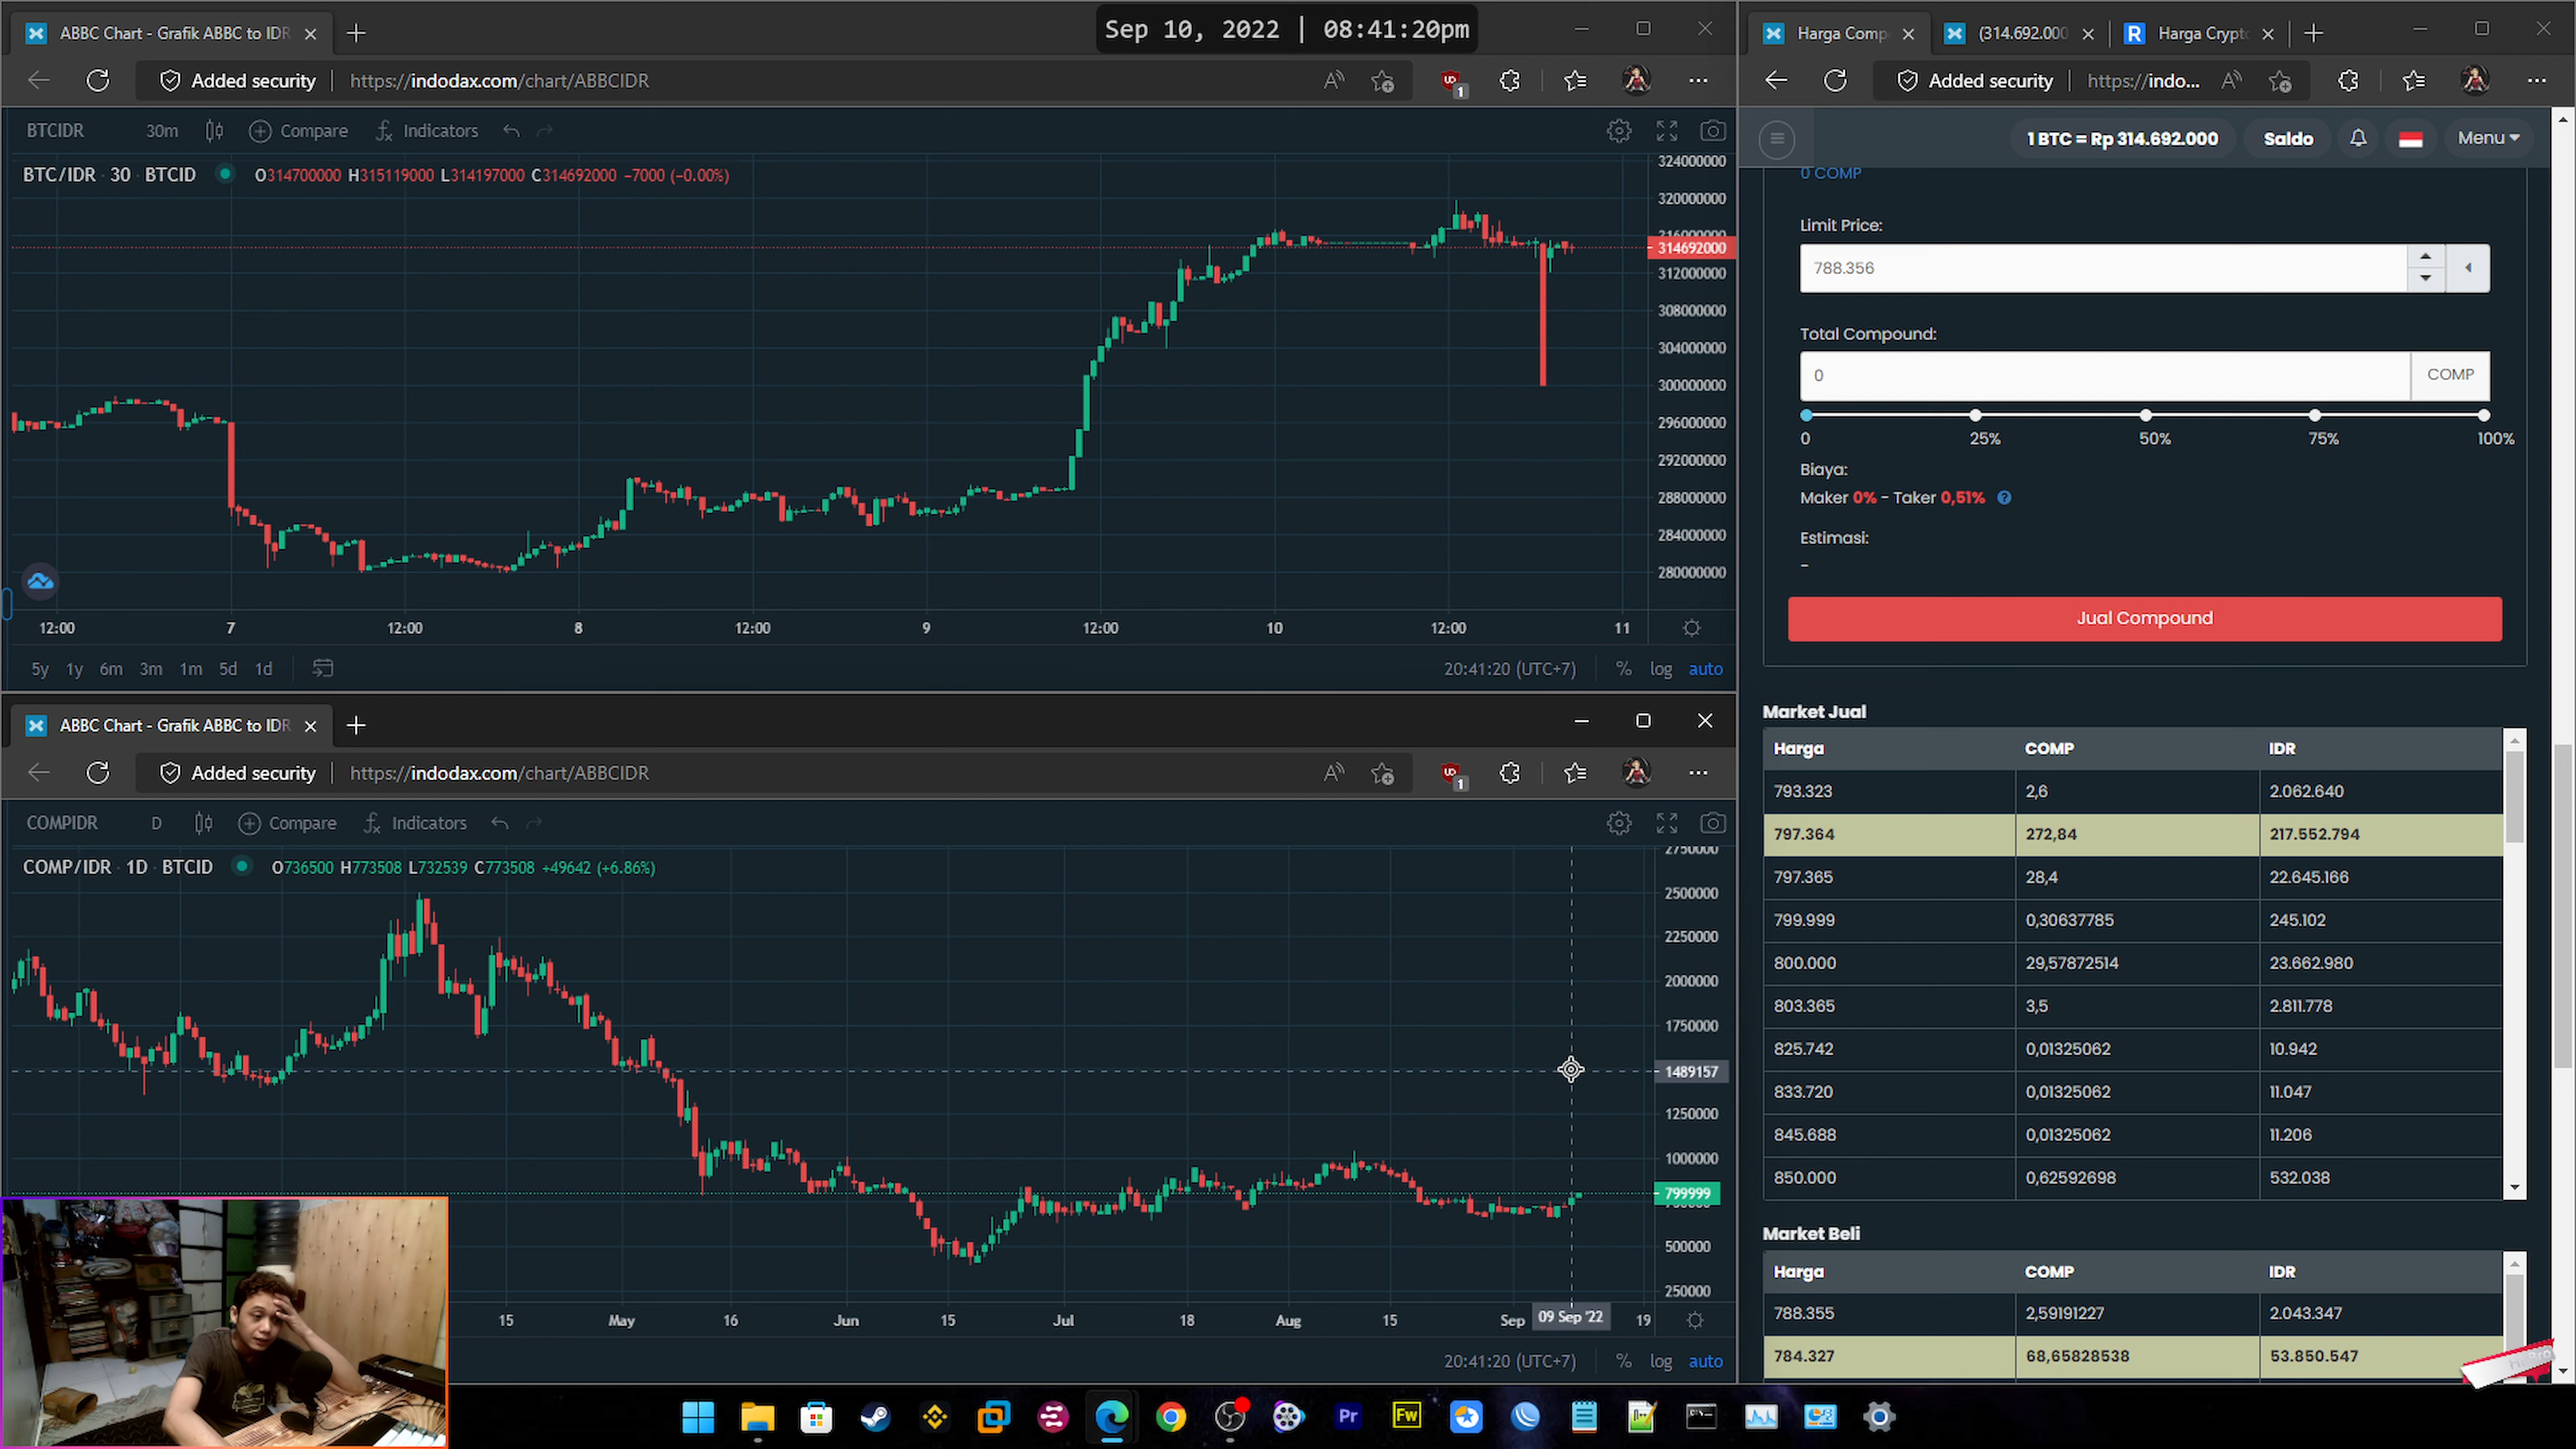 ABBC Chart - Grafik ABBC to IDR
Sep 10, 2022 | 08:41:20pm
Added security
https://indodax.com/chart/ABBCIDR
1
BTCIDR 30m Compare Indicators
BTC/IDR 30 BTCID O314700000 H315119000 L314197000 C314692000 −7000 (−0.00%)
324000000
320000000
316000000
314692000
312000000
308000000
304000000
300000000
296000000
292000000
288000000
284000000
280000000
12:00 7 12:00 8 12:00 9 12:00 10 12:00 11
5y 1y 6m 3m 1m 5d 1d 20:41:20 (UTC+7) % log auto
ABBC Chart - Grafik ABBC to IDR
Added security
https://indodax.com/chart/ABBCIDR
1
COMPIDR D Compare Indicators
COMP/IDR 1D BTCID O736500 H773508 L732539 C773508 +49642 (+6.86%)
2750000
2500000
2250000
2000000
1750000
1489157
1250000
1000000
799999
500000
250000
15 May 16 Jun 15 Jul 18 Aug 15 Sep 09 Sep '22 19
20:41:20 (UTC+7) % log auto
Harga Comp (314.692.000 Harga Crypto
Added security https://indo...
1 BTC = Rp 314.692.000 Saldo Menu
0 COMP
Limit Price:
788.356
Total Compound:
0 COMP
0 25% 50% 75% 100%
Biaya:
Maker 0% - Taker 0,51% ?
Estimasi:
-
Jual Compound
Market Jual
Harga COMP IDR
793.323 2,6 2.062.640
797.364 272,84 217.552.794
797.365 28,4 22.645.166
799.999 0,30637785 245.102
800.000 29,57872514 23.662.980
803.365 3,5 2.811.778
825.742 0,01325062 10.942
833.720 0,01325062 11.047
845.688 0,01325062 11.206
850.000 0,62592698 532.038
Market Beli
Harga COMP IDR
788.355 2,59191227 2.043.347
784.327 68,65828538 53.850.547
Pr
Fw